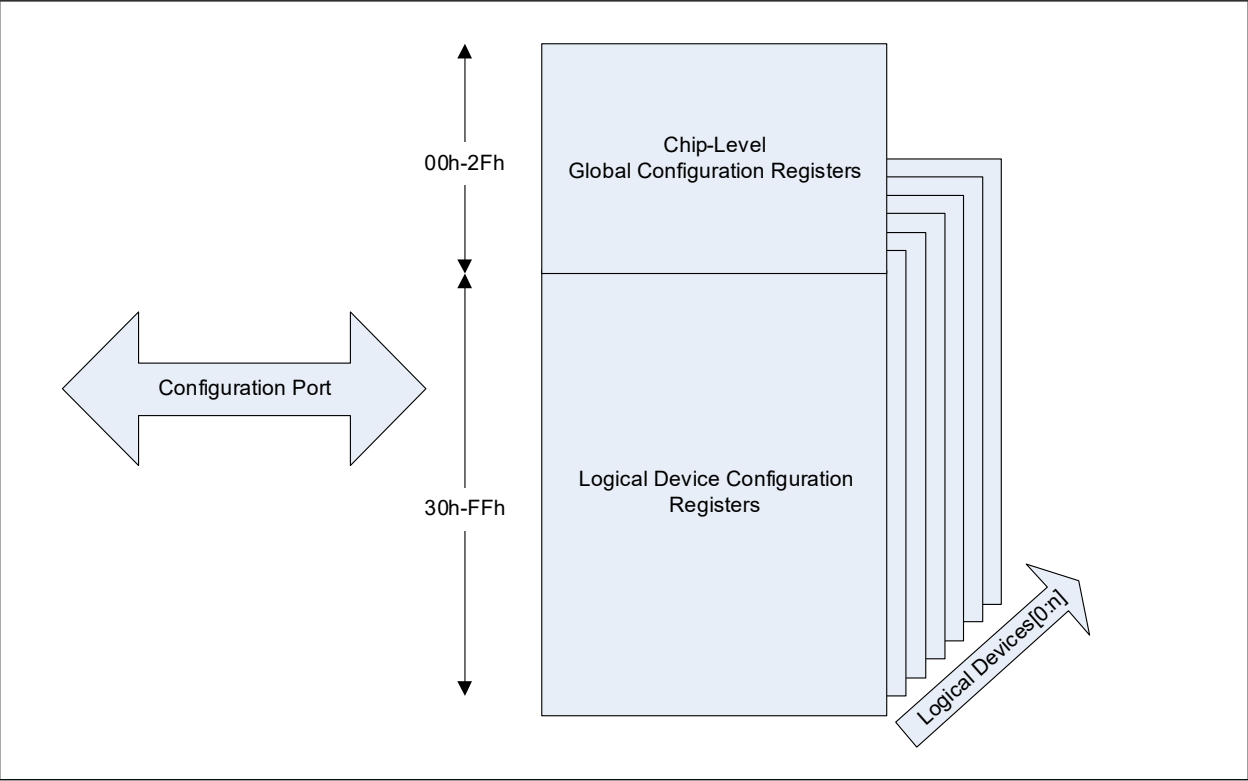 Chip-Level
Global Configuration Registers
00h-2Fh
Configuration Port
Logical Device Configuration
Registers
30h-FFh
Logical Devices[0:n]